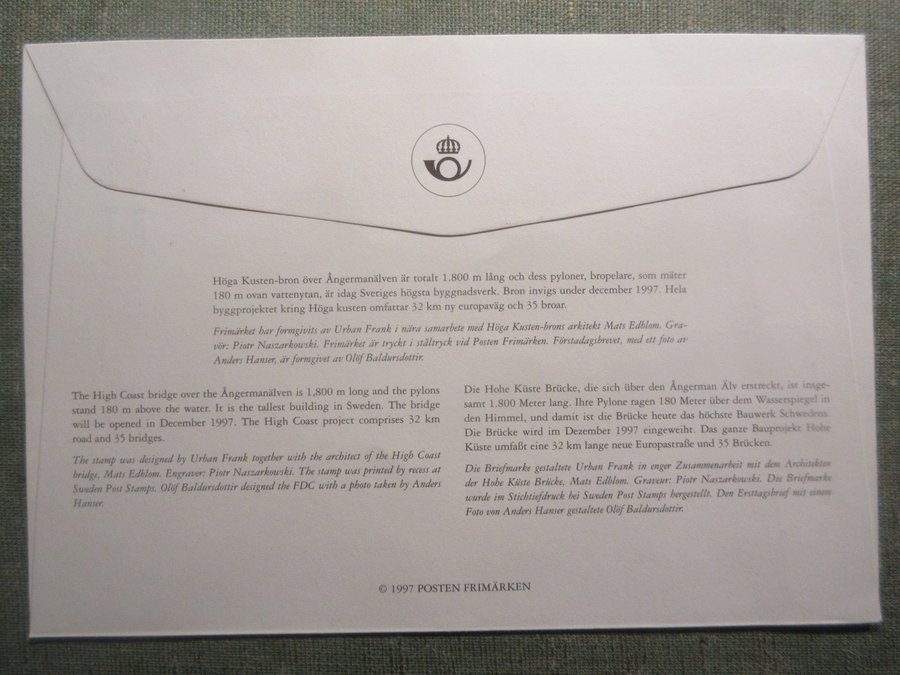 Höga Kusten-bron över Ångermanälven är totalt 1.800 m lång och dess pyloner, bropelare, som mäter
180 m ovan vattenytan, är idag Sveriges högsta byggnadsverk. Bron invigs under december 1997. Hela
byggprojektet kring Höga kusten omfattar 32 km ny europaväg och 35 broar.
Frimärket har formgivits av Urban Frank i nära samarbete med Höga Kusten-brons arkitekt Mats Edblom. Gra-
vör: Piotr Naszarkowski. Frimärket är tryckt i ståltryck vid Posten Frimärken. Förstadagsbrevet, med ett foto av
Anders Hanser, är formgivet av Olöf Baldursdottir.
The High Coast bridge over the Ångermanälven is 1,800 m long and the pylons
stand 180 m above the water. It is the tallest building in Sweden. The bridge
will be opened in December 1997. The High Coast project comprises 32 km
road and 35 bridges.
The stamp was designed by Urban Frank together with the architect of the High Coast
bridge, Mats Edblom. Engraver: Piotr Naszarkowski. The stamp was printed by recess at
Sweden Post Stamps. Olöf Baldursdottir designed the FDC with a photo taken by Anders
Hanser.
Die Hohe Küste Brücke, die sich über den Ångerman Älv erstreckt, ist insge-
samt 1.800 Meter lang. Ihre Pylone ragen 180 Meter über dem Wasserspiegel in
den Himmel, und damit ist die Brücke heute das höchste Bauwerk Schwedens.
Die Brücke wird im Dezember 1997 eingeweiht. Das ganze Bauprojekt Hohe
Küste umfaßt eine 32 km lange neue Europastraße und 35 Brücken.
Die Briefmarke gestaltete Urban Frank in enger Zusammenarbeit mit dem Architekten
der Hohe Küste Brücke, Mats Edblom. Graveur: Piotr Naszarkowski. Die Briefmarke
wurde im Stichtiefdruck bei Sweden Post Stamps hergestellt. Den Ersttagsbrief mit einem
Foto von Anders Hanser gestaltete Olöf Baldursdottir.
© 1997 POSTEN FRIMÄRKEN